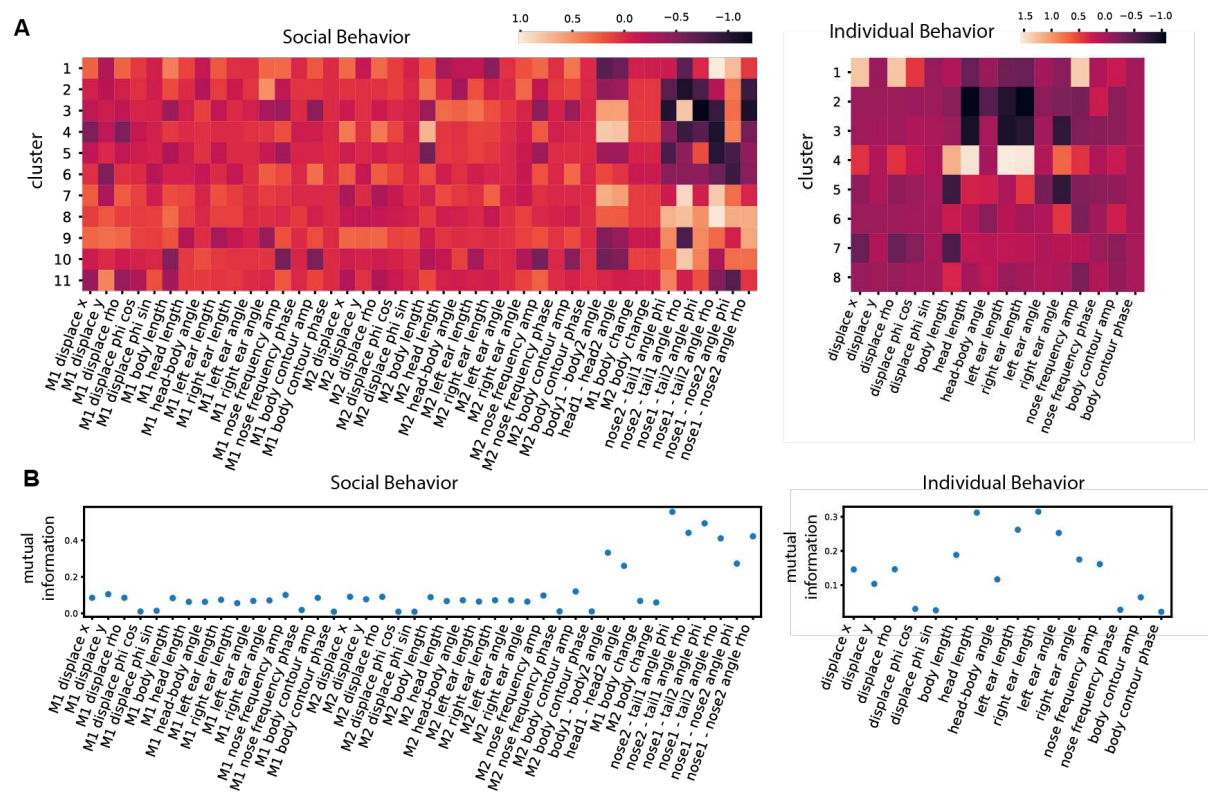 A
Social Behavior
1.0 0.5 0.0 −0.5 −1.0
cluster
1
2
3
4
5
6
7
8
9
10
11
M1 displace x
M1 displace y
M1 displace rho
M1 displace phi cos
M1 displace phi sin
M1 body length
M1 head length
M1 head-body angle
M1 left ear length
M1 right ear length
M1 left ear angle
M1 right ear angle
M1 nose frequency amp
M1 nose frequency phase
M1 body contour amp
M1 body contour phase
M2 displace x
M2 displace y
M2 displace rho
M2 displace phi cos
M2 displace phi sin
M2 body length
M2 head length
M2 head-body angle
M2 left ear length
M2 right ear length
M2 left ear angle
M2 right ear angle
M2 nose frequency amp
M2 nose frequency phase
M2 body contour amp
M2 body contour phase
body1 - body2 angle
head1 - head2 angle
M1 body change
M2 body change
nose2 - tail1 angle phi
nose2 - tail1 angle rho
nose1 - tail2 angle phi
nose1 - tail2 angle rho
nose1 - nose2 angle phi
nose1 - nose2 angle rho
Individual Behavior
1.5 1.0 0.5 0.0 −0.5 −1.0
cluster
1
2
3
4
5
6
7
8
displace x
displace y
displace rho
displace phi cos
displace phi sin
body length
head length
head-body angle
left ear length
right ear length
left ear angle
right ear angle
nose frequency amp
nose frequency phase
body contour amp
body contour phase
B
Social Behavior
mutual
information
0.4
0.2
0.0
M1 displace x
M1 displace y
M1 displace rho
M1 displace phi cos
M1 displace phi sin
M1 body length
M1 head length
M1 head-body angle
M1 left ear length
M1 right ear length
M1 left ear angle
M1 right ear angle
M1 nose frequency amp
M1 nose frequency phase
M1 body contour amp
M1 body contour phase
M2 displace x
M2 displace y
M2 displace rho
M2 displace phi cos
M2 displace phi sin
M2 body length
M2 head length
M2 head-body angle
M2 left ear length
M2 right ear length
M2 left ear angle
M2 right ear angle
M2 nose frequency amp
M2 nose frequency phase
M2 body contour amp
M2 body contour phase
body1 - body2 angle
head1 - head2 angle
M1 body change
M2 body change
nose2 - tail1 angle phi
nose2 - tail1 angle rho
nose1 - tail2 angle phi
nose1 - tail2 angle rho
nose1 - nose2 angle phi
nose1 - nose2 angle rho
Individual Behavior
mutual
information
0.3
0.2
0.1
displace x
displace y
displace rho
displace phi cos
displace phi sin
body length
head length
head-body angle
left ear length
right ear length
left ear angle
right ear angle
nose frequency amp
nose frequency phase
body contour amp
body contour phase